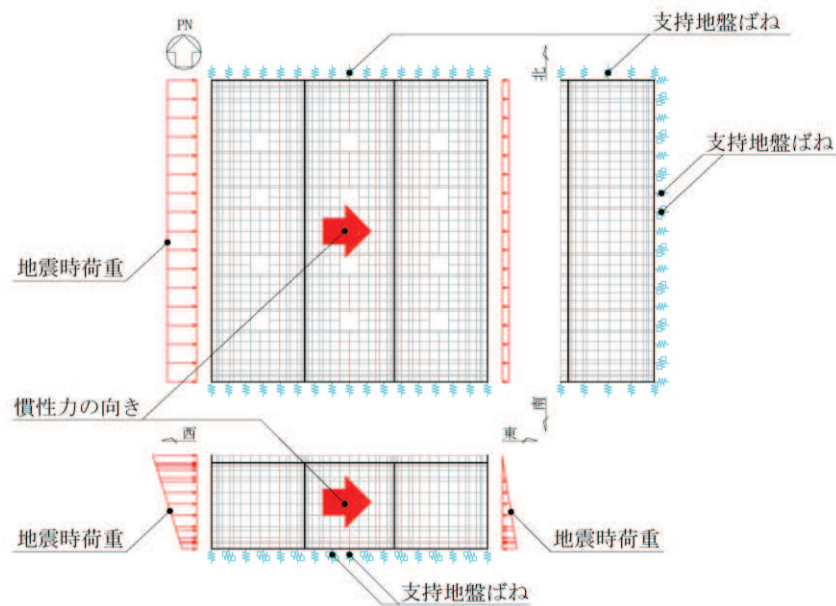 PN
支持地盤ばね
北
支持地盤ばね
地震時荷重
慣性力の向き
南
西
東
地震時荷重
地震時荷重
支持地盤ばね